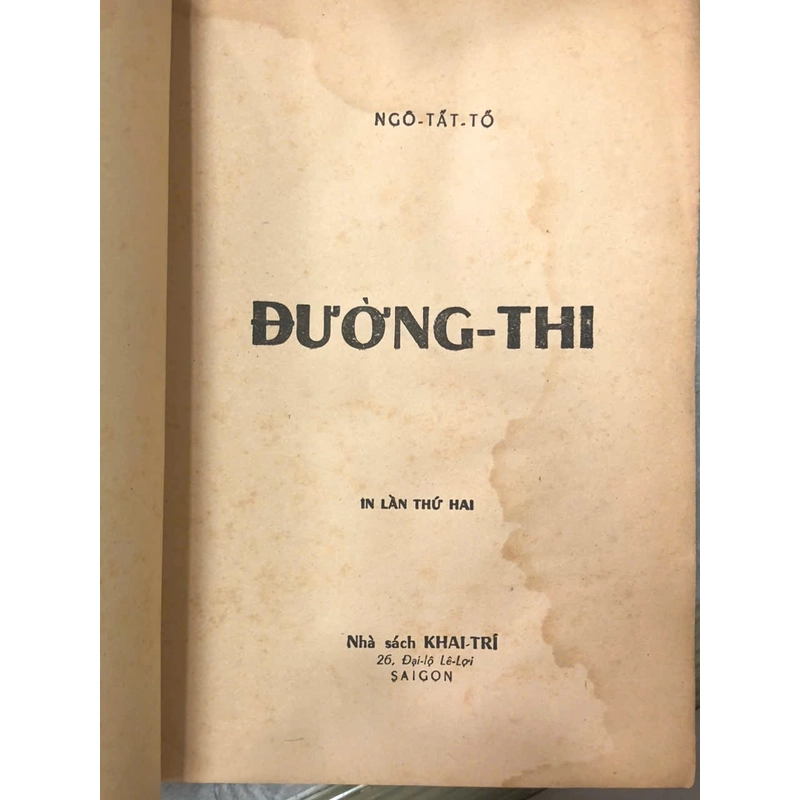 NGÔ-TẤT-TỐ
ĐƯỜNG-THI
IN LẦN THỨ HAI
Nhà sách KHAI-TRÍ
26, Đại-lộ Lê-Lợi
SAIGON